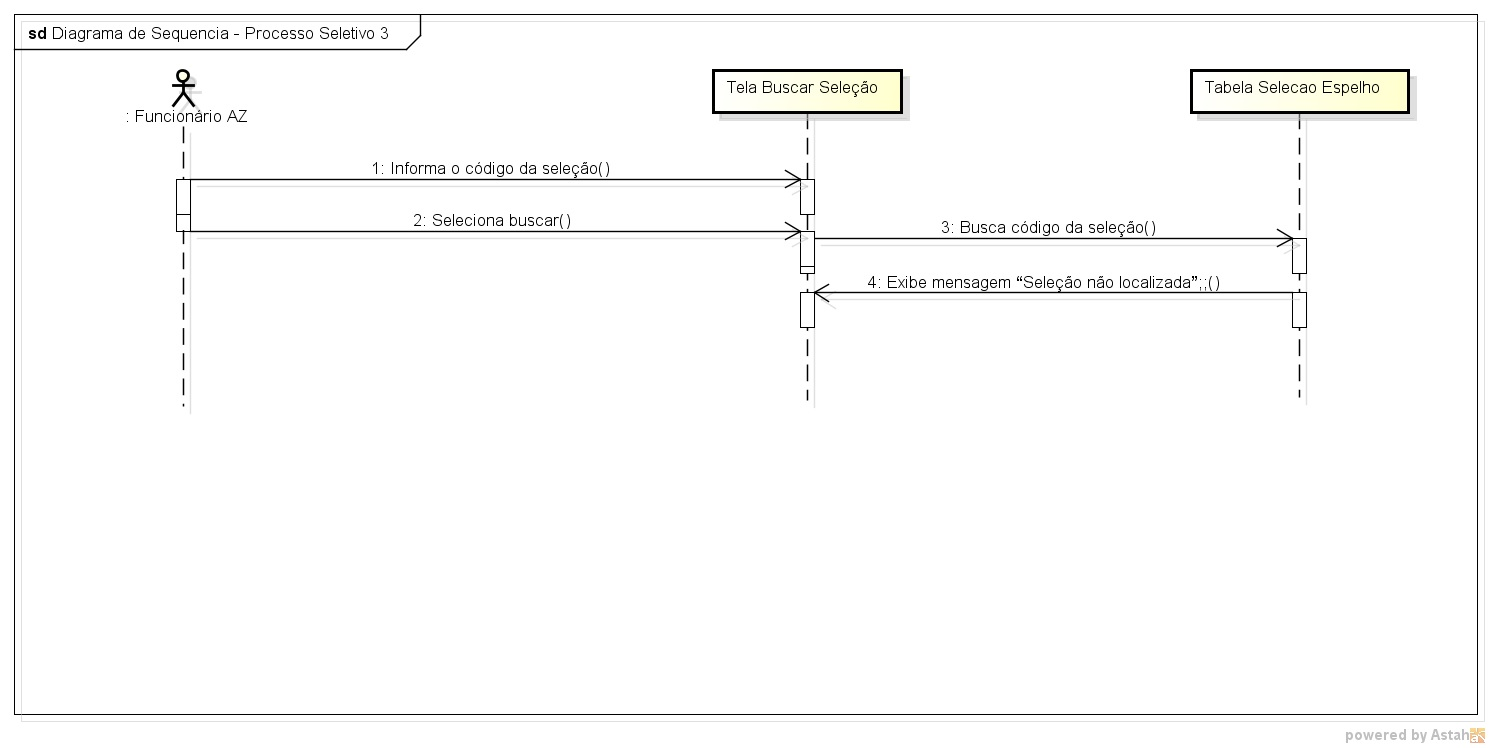 sd Diagrama de Sequencia - Processo Seletivo 3
: Funcionário AZ
Tela Buscar Seleção
Tabela Selecao Espelho
1: Informa o código da seleção()
2: Seleciona buscar()
3: Busca código da seleção()
4: Exibe mensagem “Seleção não localizada”;;()
powered by Astah